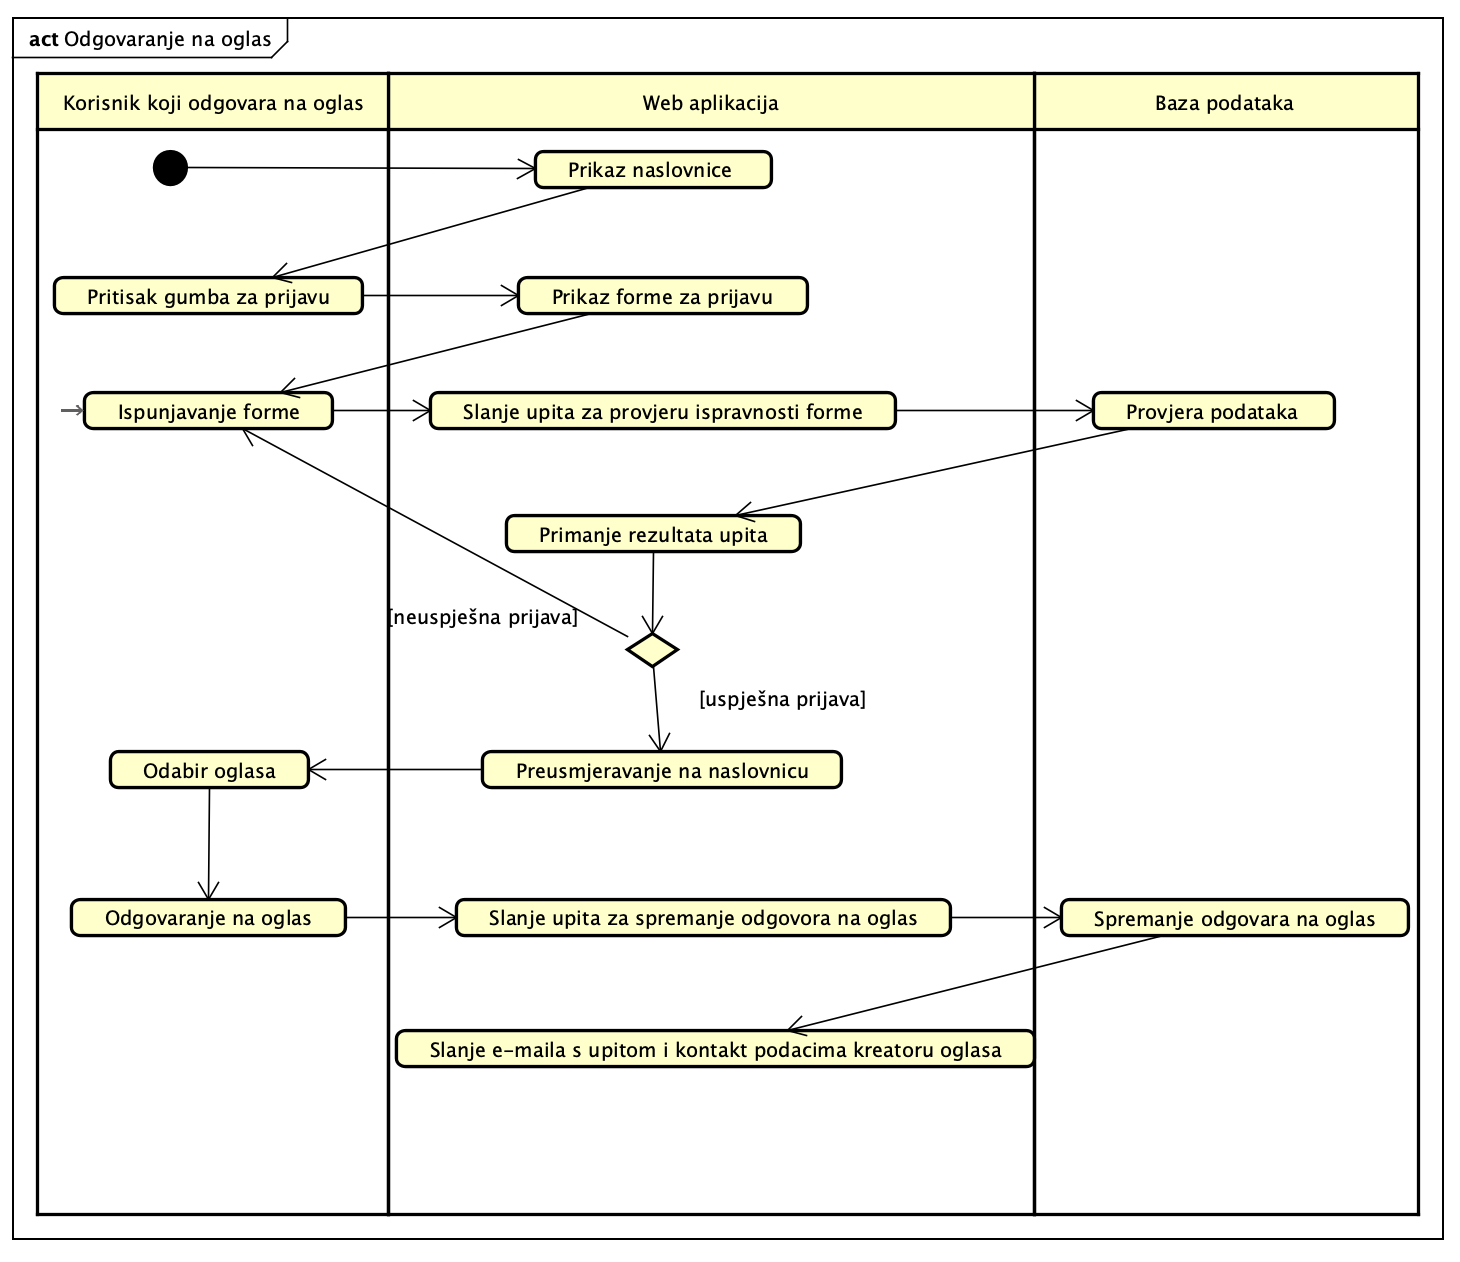 act Odgovaranje na oglas
Korisnik koji odgovara na oglas
Web aplikacija
Baza podataka
Prikaz naslovnice
Pritisak gumba za prijavu
Prikaz forme za prijavu
Ispunjavanje forme
Slanje upita za provjeru ispravnosti forme
Provjera podataka
Primanje rezultata upita
[neuspješna prijava]
[uspješna prijava]
Odabir oglasa
Preusmjeravanje na naslovnicu
Odgovaranje na oglas
Slanje upita za spremanje odgovora na oglas
Spremanje odgovara na oglas
Slanje e-maila s upitom i kontakt podacima kreatoru oglasa